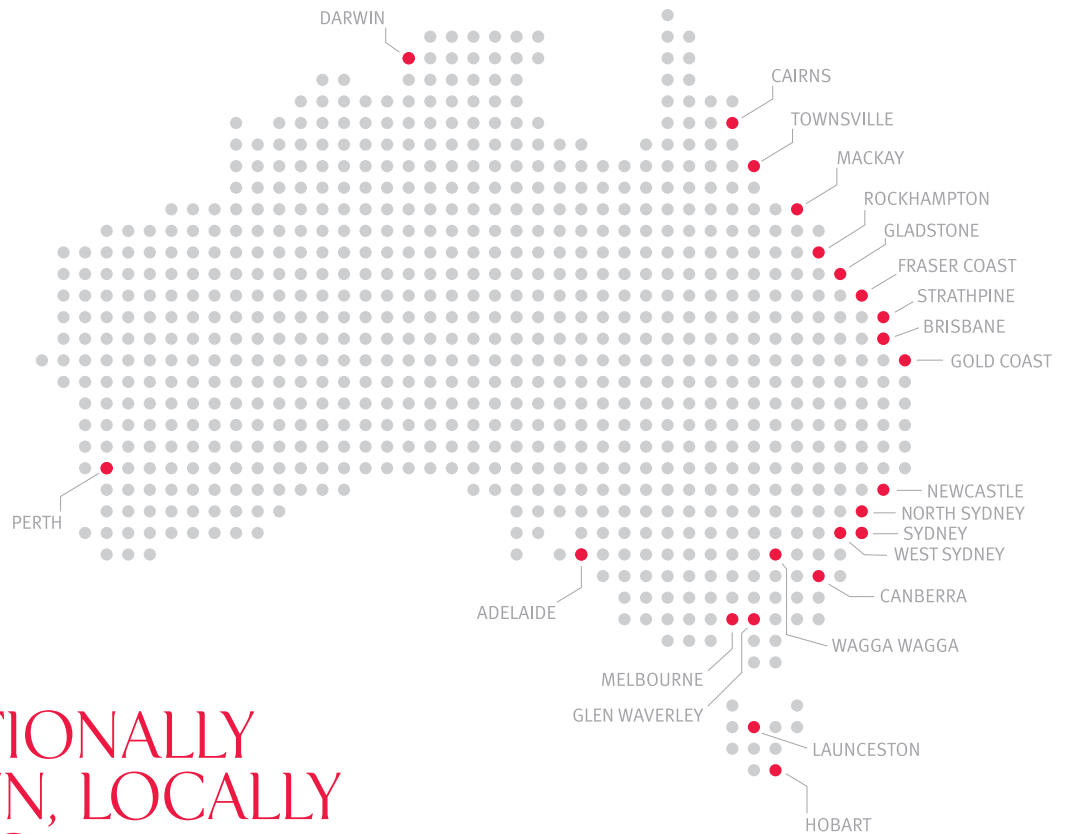 DARWIN
CAIRNS
TOWNSVILLE
MACKAY
ROCKHAMPTON
GLADSTONE
FRASER COAST
STRATHPINE
BRISBANE
GOLD COAST
NEWCASTLE
PERTH
NORTH SYDNEY
SYDNEY
WEST SYDNEY
CANBERRA
ADELAIDE
WAGGA WAGGA
MELBOURNE
GLEN WAVERLEY
LAUNCESTON
HOBART
TIONALLY
N, LOCALLY